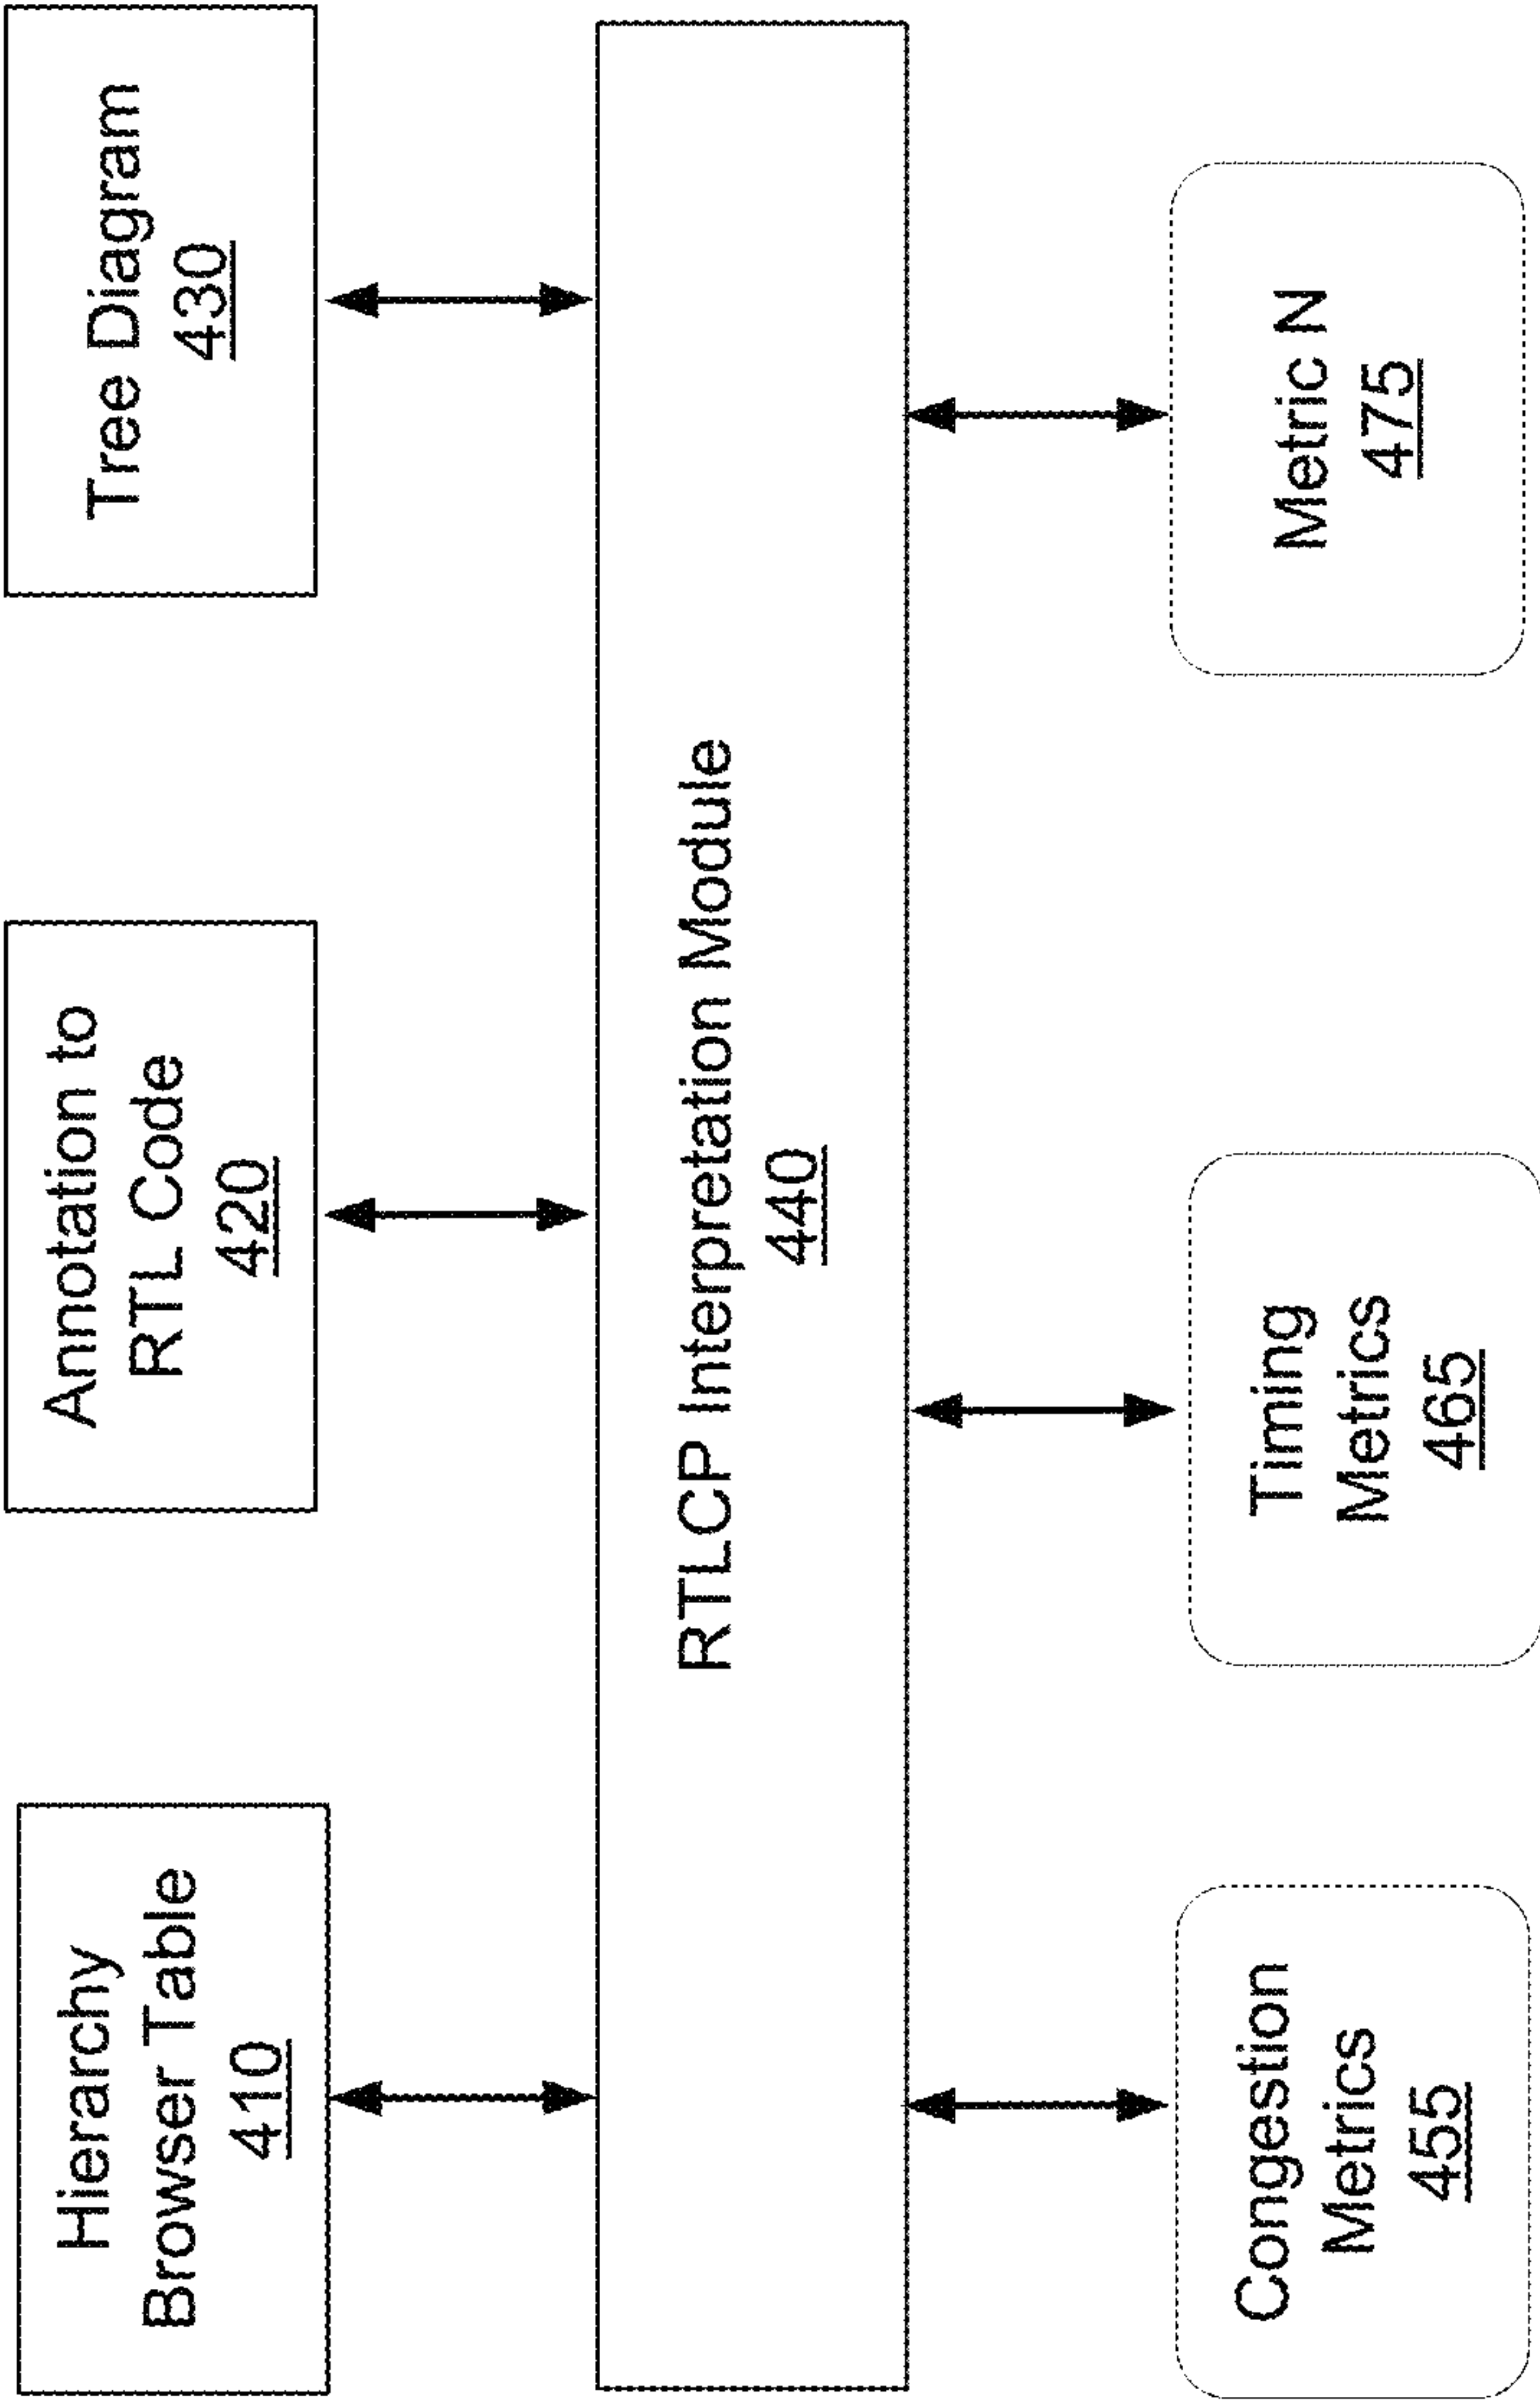 Hierarchy
Browser Table
410
Annotation to
RTL Code
420
Tree Diagram
430
RTLCP Interpretation Module
440
Congestion
Metrics
455
Timing
Metrics
465
Metric N
475